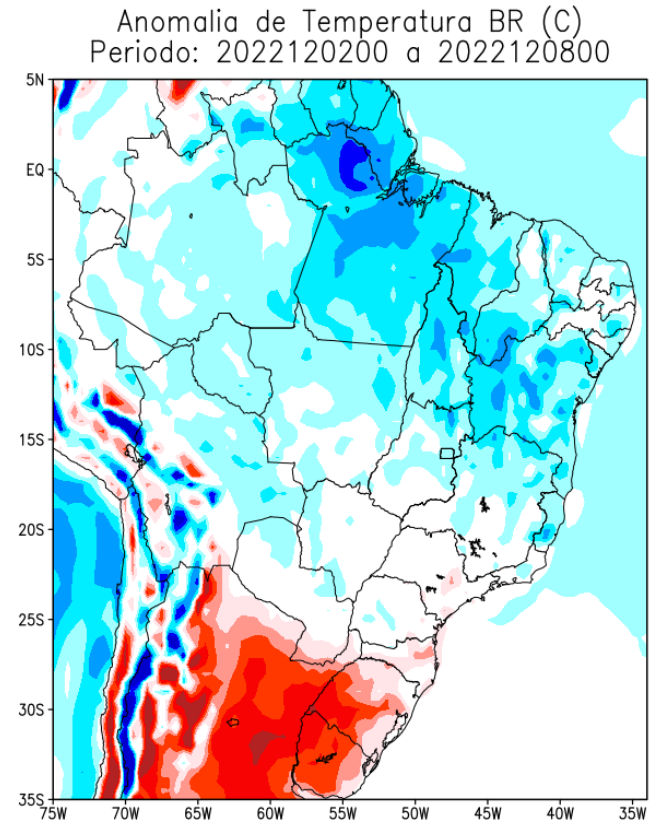 Anomalia de Temperatura BR (C)
Periodo: 2022120200 a 2022120800
5N
EQ
5S
10S
15S
20S
25S
30S
35S
75W 70W 65W 60W 55W 50W 45W 40W 35W